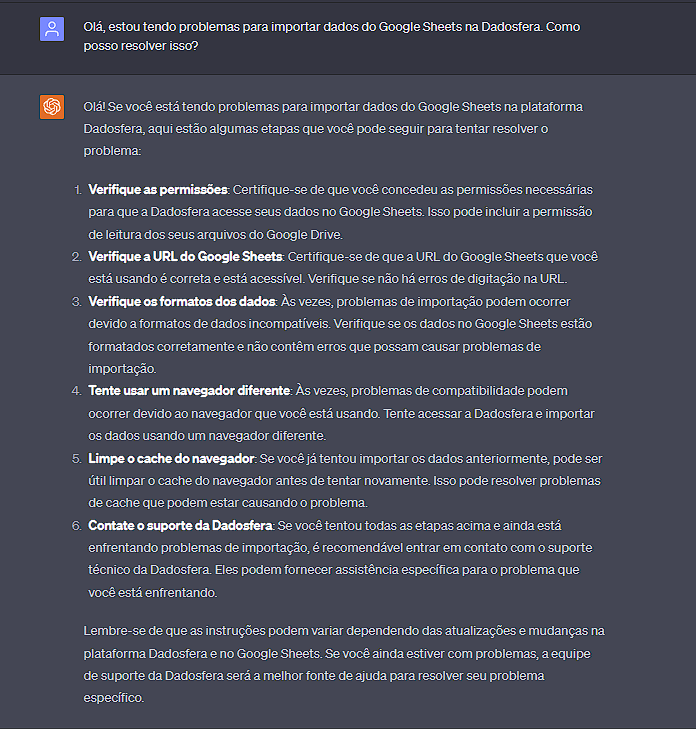 Olá, estou tendo problemas para importar dados do Google Sheets na Dadosfera. Como
posso resolver isso?
Olá! Se você está tendo problemas para importar dados do Google Sheets na plataforma
Dadosfera, aqui estão algumas etapas que você pode seguir para tentar resolver o
problema:
1. Verifique as permissões: Certifique-se de que você concedeu as permissões necessárias
para que a Dadosfera acesse seus dados no Google Sheets. Isso pode incluir a permissão
de leitura dos seus arquivos do Google Drive.
2. Verifique a URL do Google Sheets: Certifique-se de que a URL do Google Sheets que você
está usando é correta e está acessível. Verifique se não há erros de digitação na URL.
3. Verifique os formatos dos dados: Às vezes, problemas de importação podem ocorrer
devido a formatos de dados incompatíveis. Verifique se os dados no Google Sheets estão
formatados corretamente e não contêm erros que possam causar problemas de
importação.
4. Tente usar um navegador diferente: Às vezes, problemas de compatibilidade podem
ocorrer devido ao navegador que você está usando. Tente acessar a Dadosfera e importar
os dados usando um navegador diferente.
5. Limpe o cache do navegador: Se você já tentou importar os dados anteriormente, pode ser
útil limpar o cache do navegador antes de tentar novamente. Isso pode resolver problemas
de cache que podem estar causando o problema.
6. Contate o suporte da Dadosfera: Se você tentou todas as etapas acima e ainda está
enfrentando problemas de importação, é recomendável entrar em contato com o suporte
técnico da Dadosfera. Eles podem fornecer assistência específica para o problema que
você está enfrentando.
Lembre-se de que as instruções podem variar dependendo das atualizações e mudanças na
plataforma Dadosfera e no Google Sheets. Se você ainda estiver com problemas, a equipe
de suporte da Dadosfera será a melhor fonte de ajuda para resolver seu problema
específico.